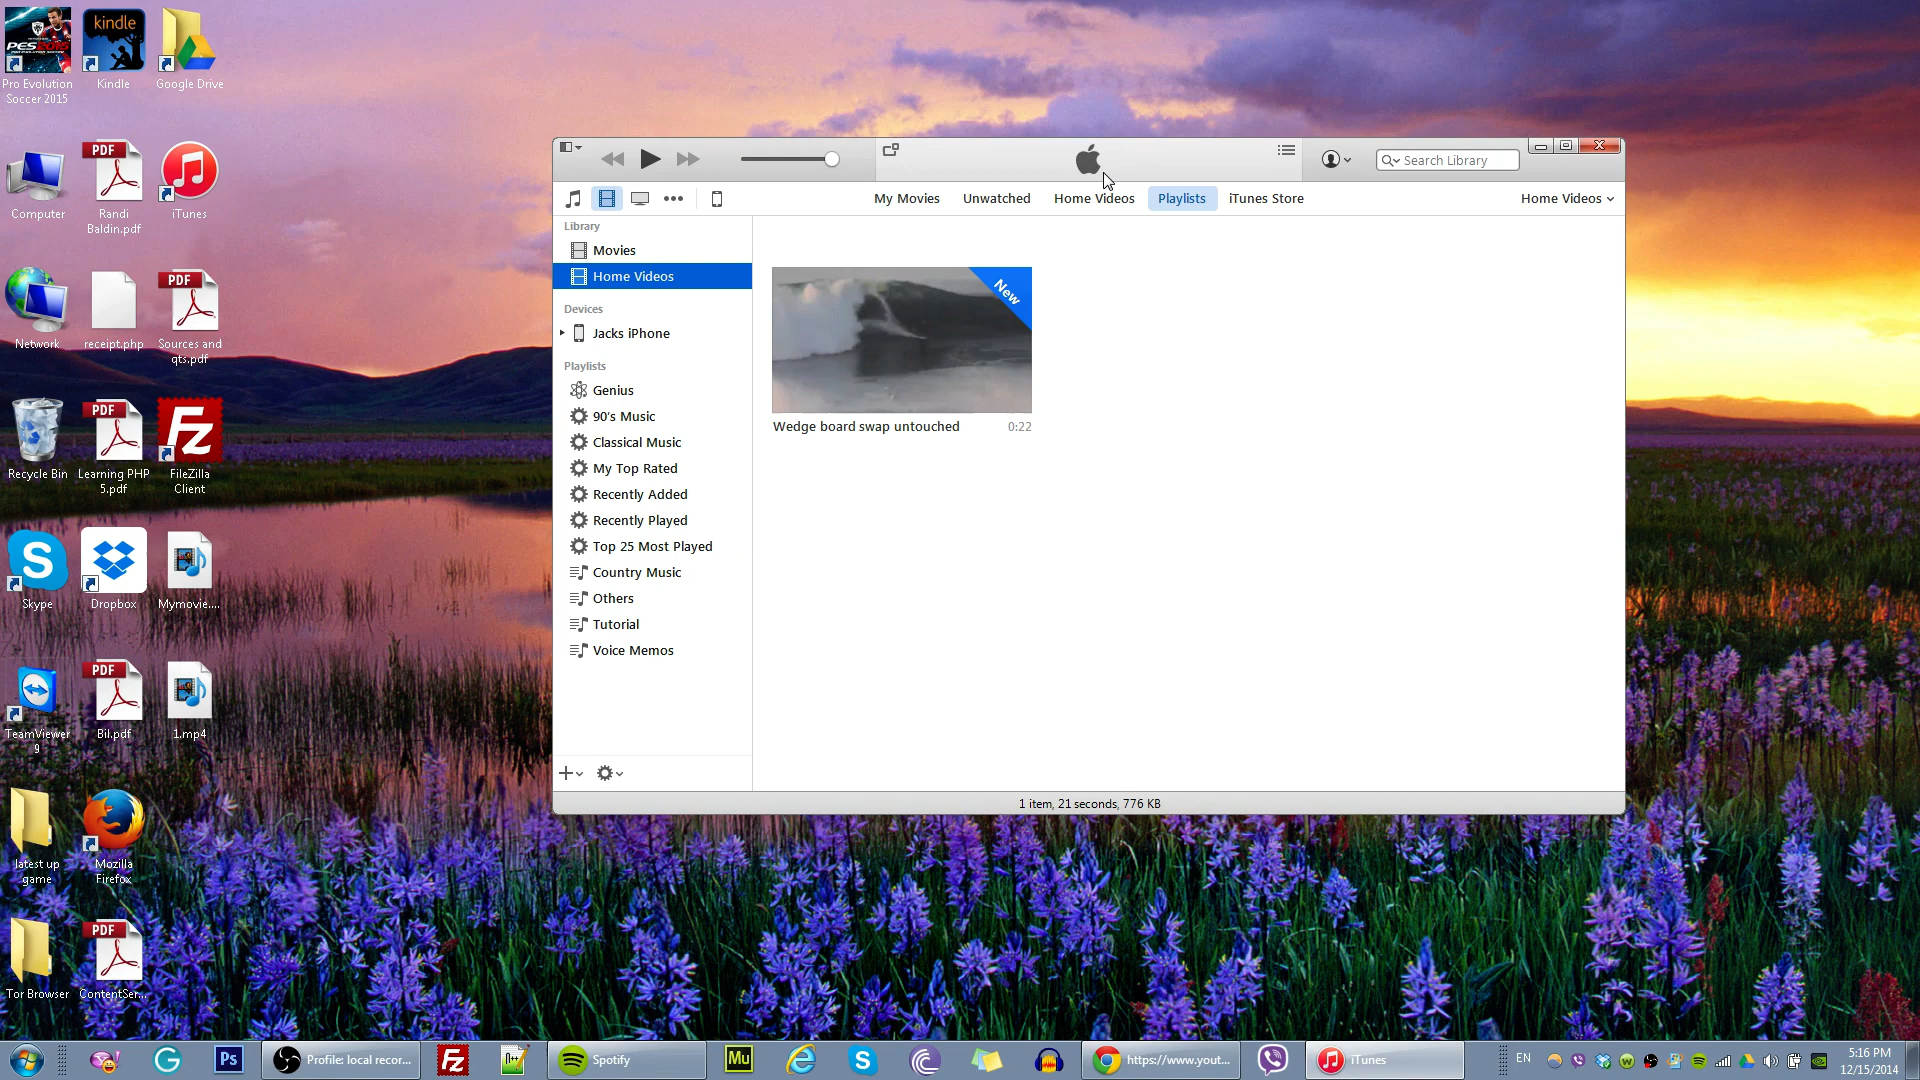 Pro Evolution
Soccer 2015
Kindle
Google Drive
kindle
Computer
PDF
Randi
Baldin.pdf
iTunes
Network
receipt.php
PDF
Sources and
qts.pdf
Recycle Bin
PDF
Learning PHP
5.pdf
Fz
FileZilla
Client
S
Skype
Dropbox
Mymovie....
TeamViewer
9
PDF
Bil.pdf
1.mp4
latest up
game
Mozilla
Firefox
Tor Browser
PDF
ContentSer...
Search Library
My Movies
Unwatched
Home Videos
Playlists
iTunes Store
Home Videos
Library
Movies
Home Videos
Devices
Jacks iPhone
Playlists
Genius
90's Music
Classical Music
My Top Rated
Recently Added
Recently Played
Top 25 Most Played
Country Music
Others
Tutorial
Voice Memos
New
Wedge board swap untouched 0:22
1 item, 21 seconds, 776 KB
Ps
Profile: local recor...
Fz
Spotify
Mu
https://www.yout...
iTunes
EN
5:16 PM
12/15/2014